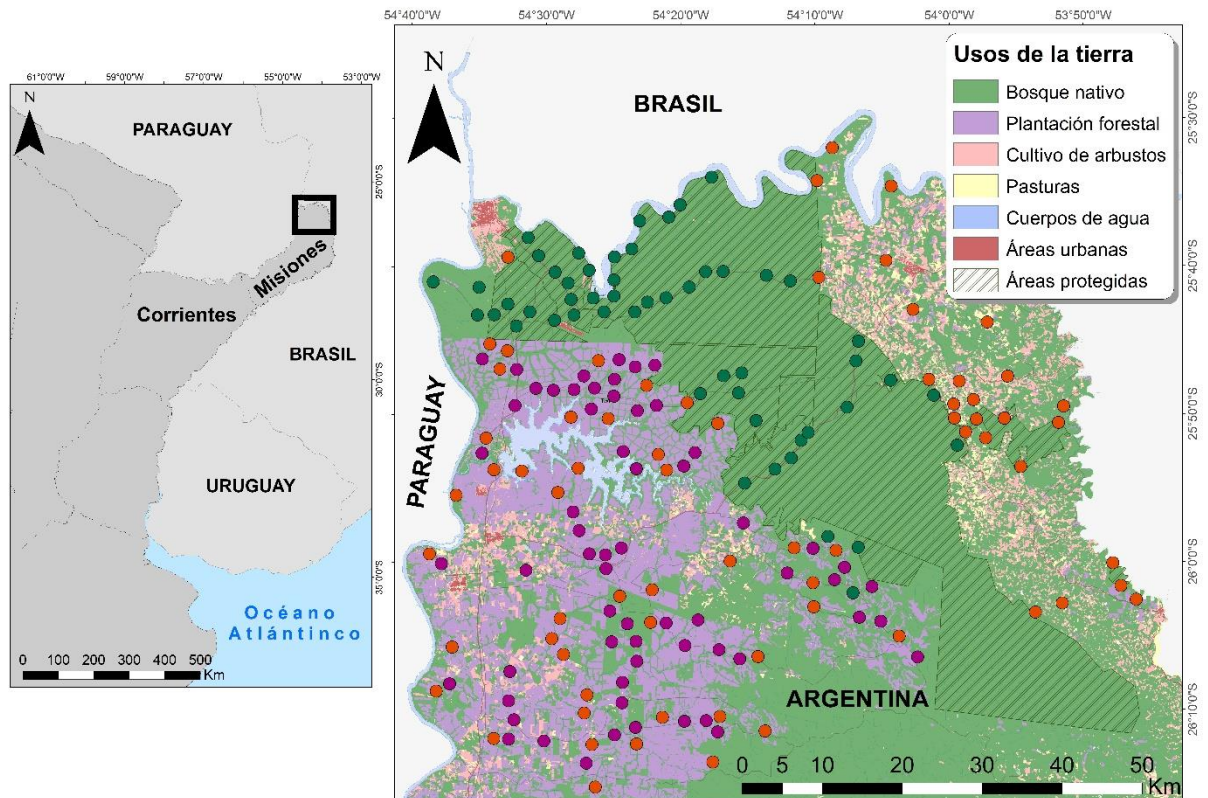 61°0'0"W 59°0'0"W 57°0'0"W 55°0'0"W 53°0'0"W
N
PARAGUAY
25°0'0"S
Misiones
Corrientes
BRASIL
30°0'0"S
URUGUAY
35°0'0"S
Océano
Atlántinco
0 100 200 300 400 500
Km
54°40'0"W 54°30'0"W 54°20'0"W 54°10'0"W 54°0'0"W 53°50'0"W
N
BRASIL
Usos de la tierra
Bosque nativo
Plantación forestal
Cultivo de arbustos
Pasturas
Cuerpos de agua
Áreas urbanas
Áreas protegidas
25°30'0"S
25°40'0"S
25°50'0"S
26°0'0"S
26°10'0"S
PARAGUAY
ARGENTINA
0 5 10 20 30 40 50
Km